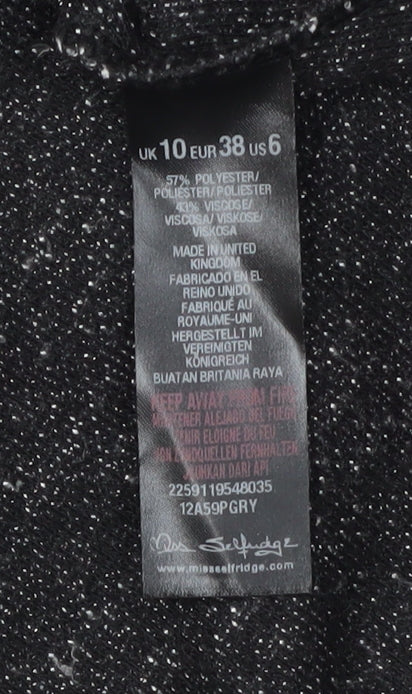 UK 10 EUR 38 US 6
57% POLYESTER/
POLIÉSTER/POLIESTER
43% VISCOSE/
VISCOSA/ VISKOSE/
VISKOSA
MADE IN UNITED
KINGDOM
FABRICADO EN EL
REINO UNIDO
FABRIQUÉ AU
ROYAUME-UNI
HERGESTELLT IM
VEREINIGTEN
KÖNIGREICH
BUATAN BRITANIA RAYA
KEEP AWAY FROM FIRE
MANTENER ALEJADO DEL FUEGO
TENIR ELOIGNE DU FEU
VON ZUNDQUELLEN FERNHALTEN
JAUHKAN DARI API
2259119548035
12A59PGRY
Miss Selfridge
www.missselfridge.com